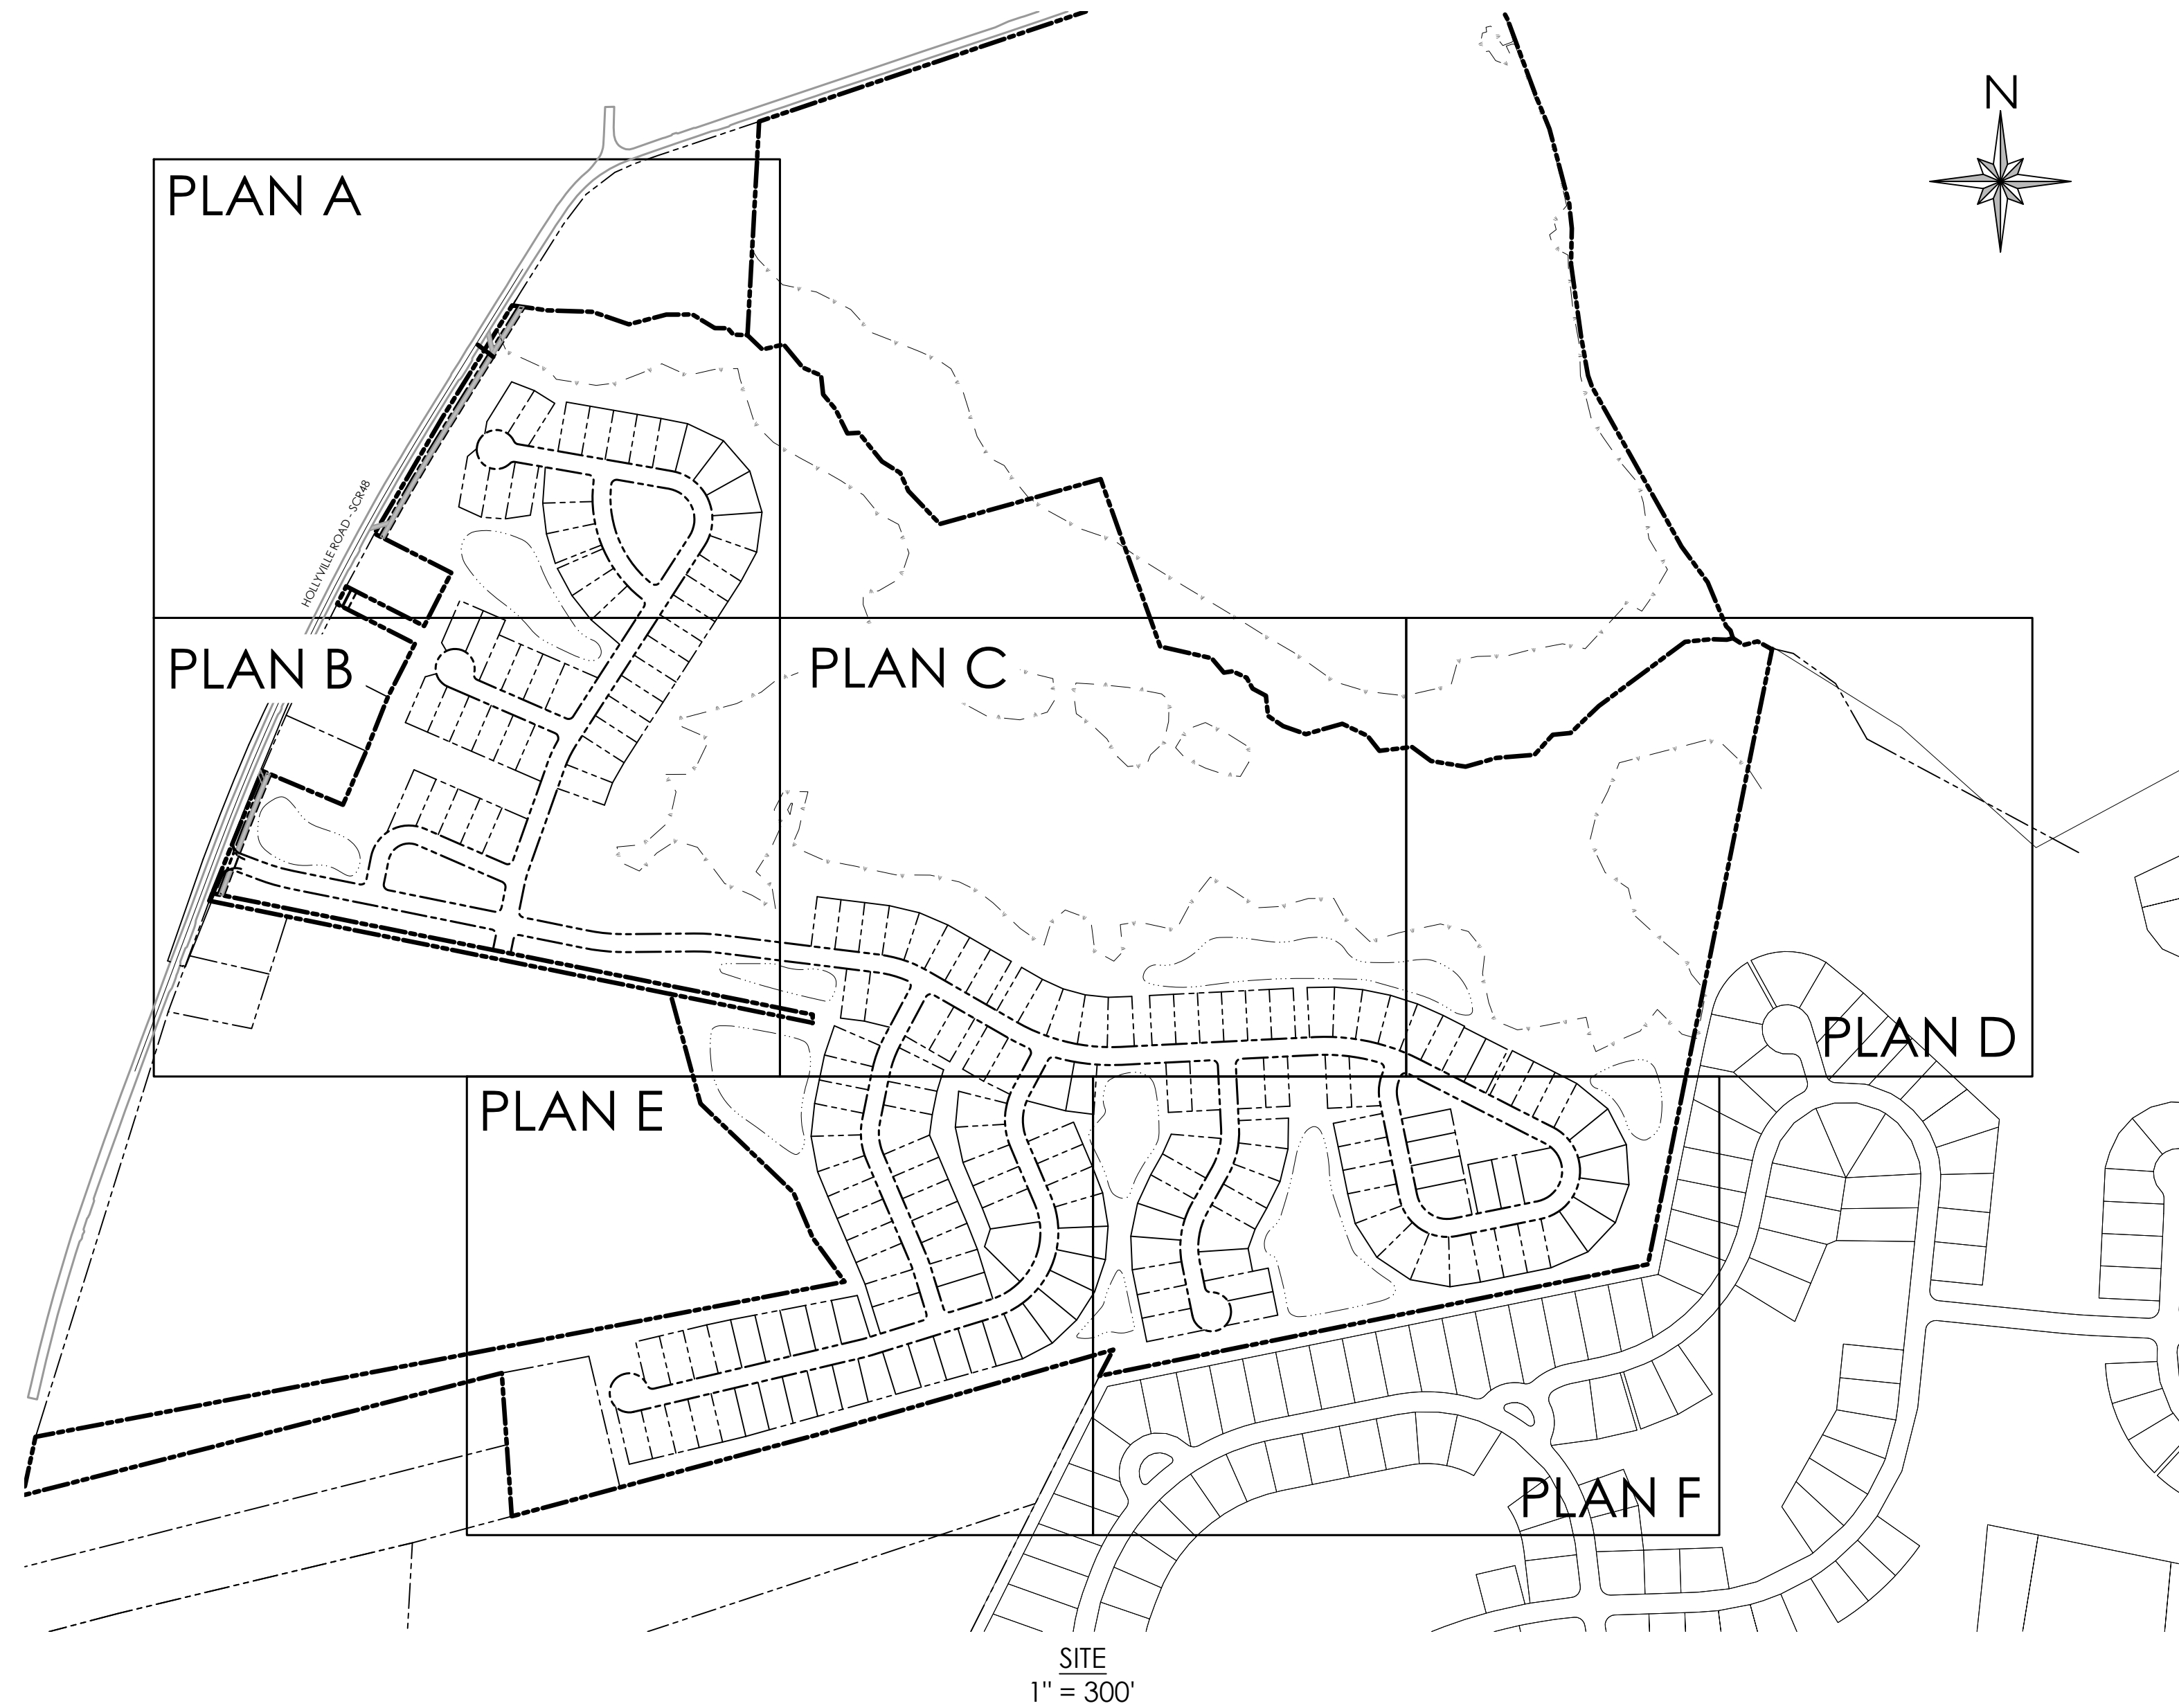 N
PLAN A
HOLLYVILLE ROAD - SCR48
PLAN B
PLAN C
PLAN D
PLAN E
PLAN F
SITE
1" = 300'